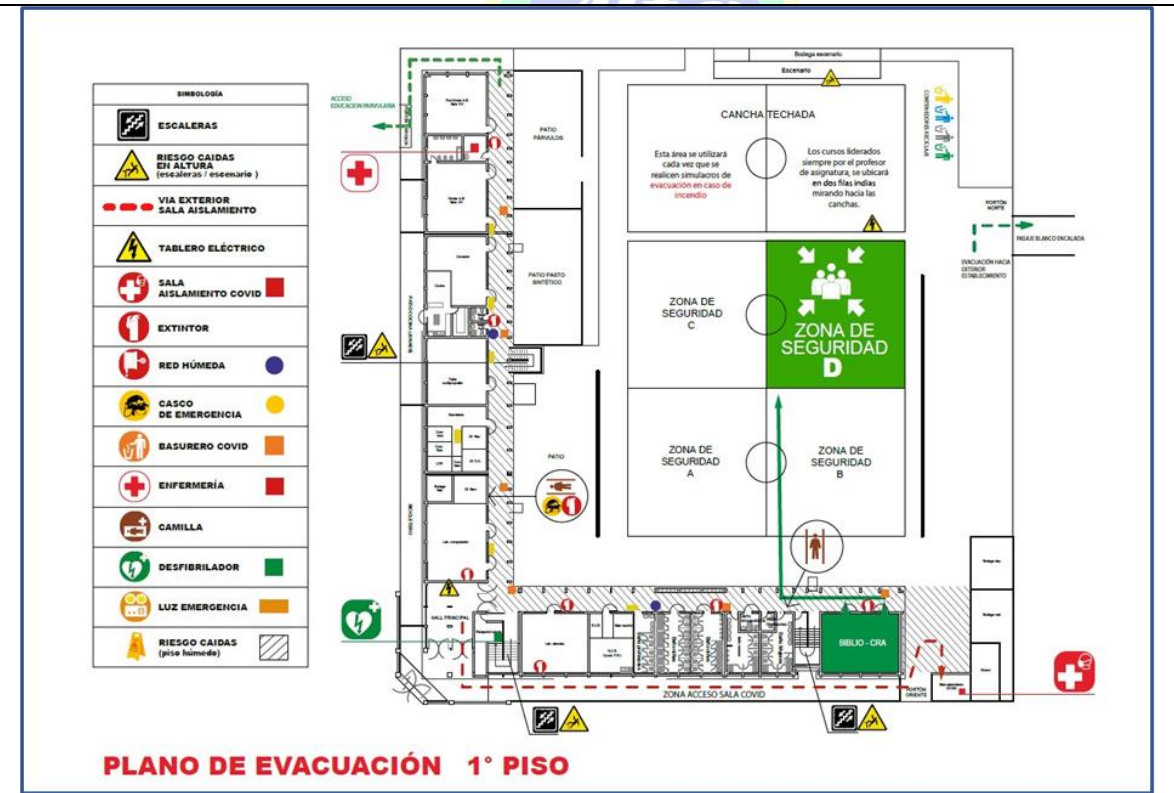 SIMBOLOGÍA
ESCALERAS
RIESGO CAIDAS
EN ALTURA
(escaleras / escenario )
VIA EXTERIOR
SALA AISLAMIENTO
TABLERO ELÉCTRICO
SALA
AISLAMIENTO COVID
EXTINTOR
RED HÚMEDA
CASCO
DE EMERGENCIA
BASURERO COVID
ENFERMERÍA
CAMILLA
DESFIBRILADOR
LUZ EMERGENCIA
RIESGO CAIDAS
(piso húmedo)
ACCESO
EDUCACION PARVULARIA
PATIO
PÁRVULOS
PATIO PASTO
SINTÉTICO
PATIO
BICICLETERO
HALL PRINCIPAL
Bodega escenario
Escenario
CANCHA TECHADA
Esta área se utilizará
cada vez que se
realicen simulacros de
evacuación en caso de
incendio
Los cursos liderados
siempre por el profesor
de asignatura, se ubicará
en dos filas indias
mirando hacia las
canchas.
CONTENEDORES RECICLAJE
PORTÓN
NORTE
PASAJE BLANCO ENCALADA
EVACUACIÓN HACIA
EXTERIOR
ESTABLECIMIENTO
ZONA DE
SEGURIDAD
C
ZONA DE
SEGURIDAD
D
ZONA DE
SEGURIDAD
A
ZONA DE
SEGURIDAD
B
BIBLIO - CRA
ZONA ACCESO SALA COVID
PORTÓN
ORIENTE
PLANO DE EVACUACIÓN 1° PISO